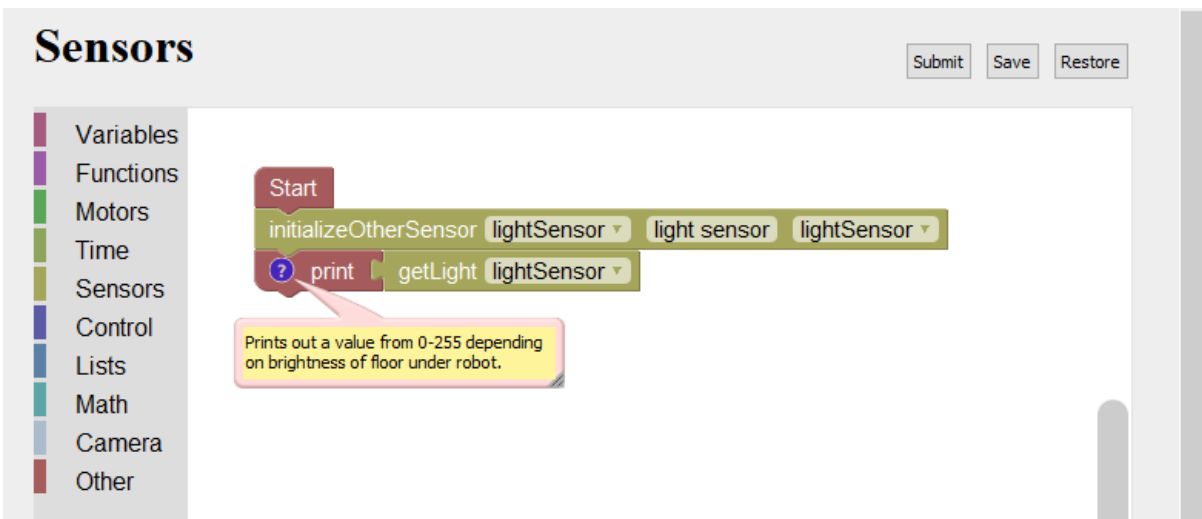 Sensors
Submit Save Restore
Variables
Functions
Motors
Time
Sensors
Control
Lists
Math
Camera
Other
Start
initializeOtherSensor lightSensor light sensor lightSensor
? print getLight lightSensor
Prints out a value from 0-255 depending
on brightness of floor under robot.